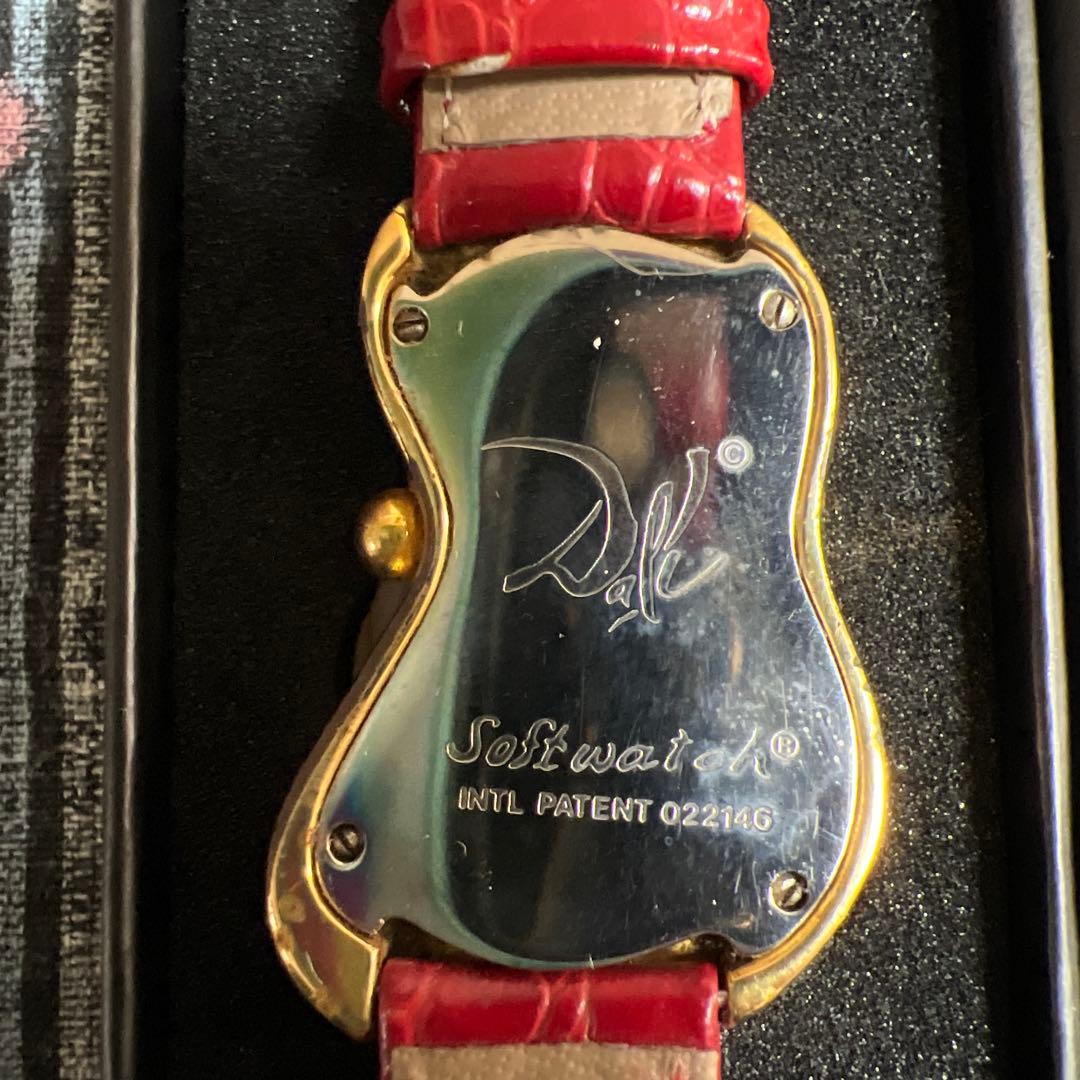 Dalí ©
Softwatch®
INTL PATENT 022146